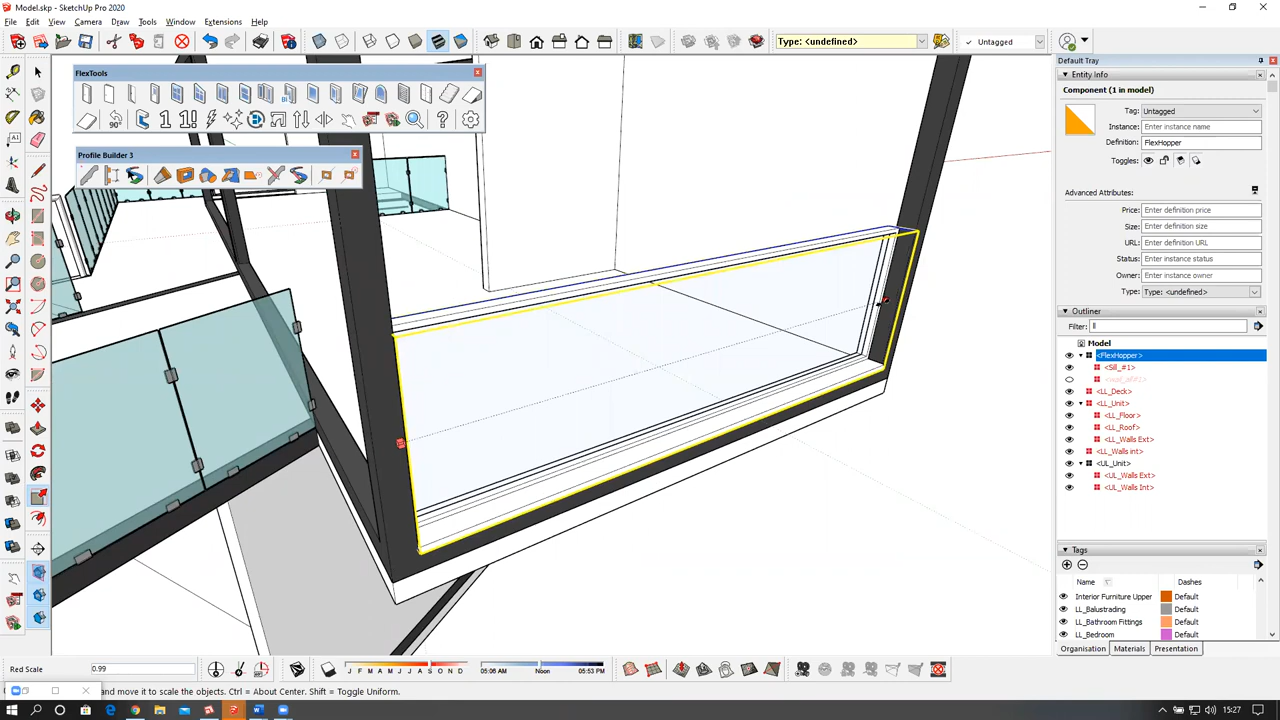 Model.skp - SketchUp Pro 2020
File Edit View Camera Draw Tools Window Extensions Help
Type: <undefined>
Untagged
Default Tray
FlexTools
Profile Builder 3
Entity Info
Component (1 in model)
Tag: Untagged
Instance: Enter instance name
Definition: FlexHopper
Toggles:
Advanced Attributes:
Price: Enter definition price
Size: Enter definition size
URL: Enter definition URL
Status: Enter definition status
Owner: Enter definition owner
Type: Type: <undefined>
Outliner
Filter: ll
Model
<FlexHopper>
<Sill_#1>
<LL_Deck>
<LL_Unit>
<LL_Floor>
<LL_Roof>
<LL_Walls Ext>
<LL_Walls int>
<UL_Unit>
<UL_Walls Ext>
<UL_Walls Int>
Tags
Name Dashes
Interior Furniture Upper Default
LL_Balustrading Default
LL_Bathroom Fittings Default
LL_Bedroom Default
Organisation Materials Presentation
Red Scale 0.99
J F M A M J J A S O N D
05:06 AM Noon 05:53 PM
and move it to scale the objects. Ctrl = About Center. Shift = Toggle Uniform.
15:27